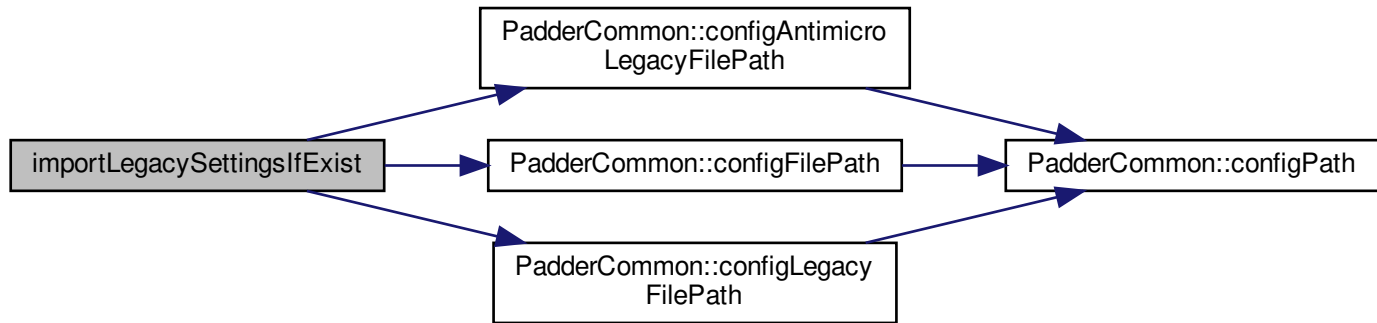 PadderCommon::configAntimicro
LegacyFilePath
importLegacySettingsIfExist
PadderCommon::configFilePath
PadderCommon::configPath
PadderCommon::configLegacy
FilePath